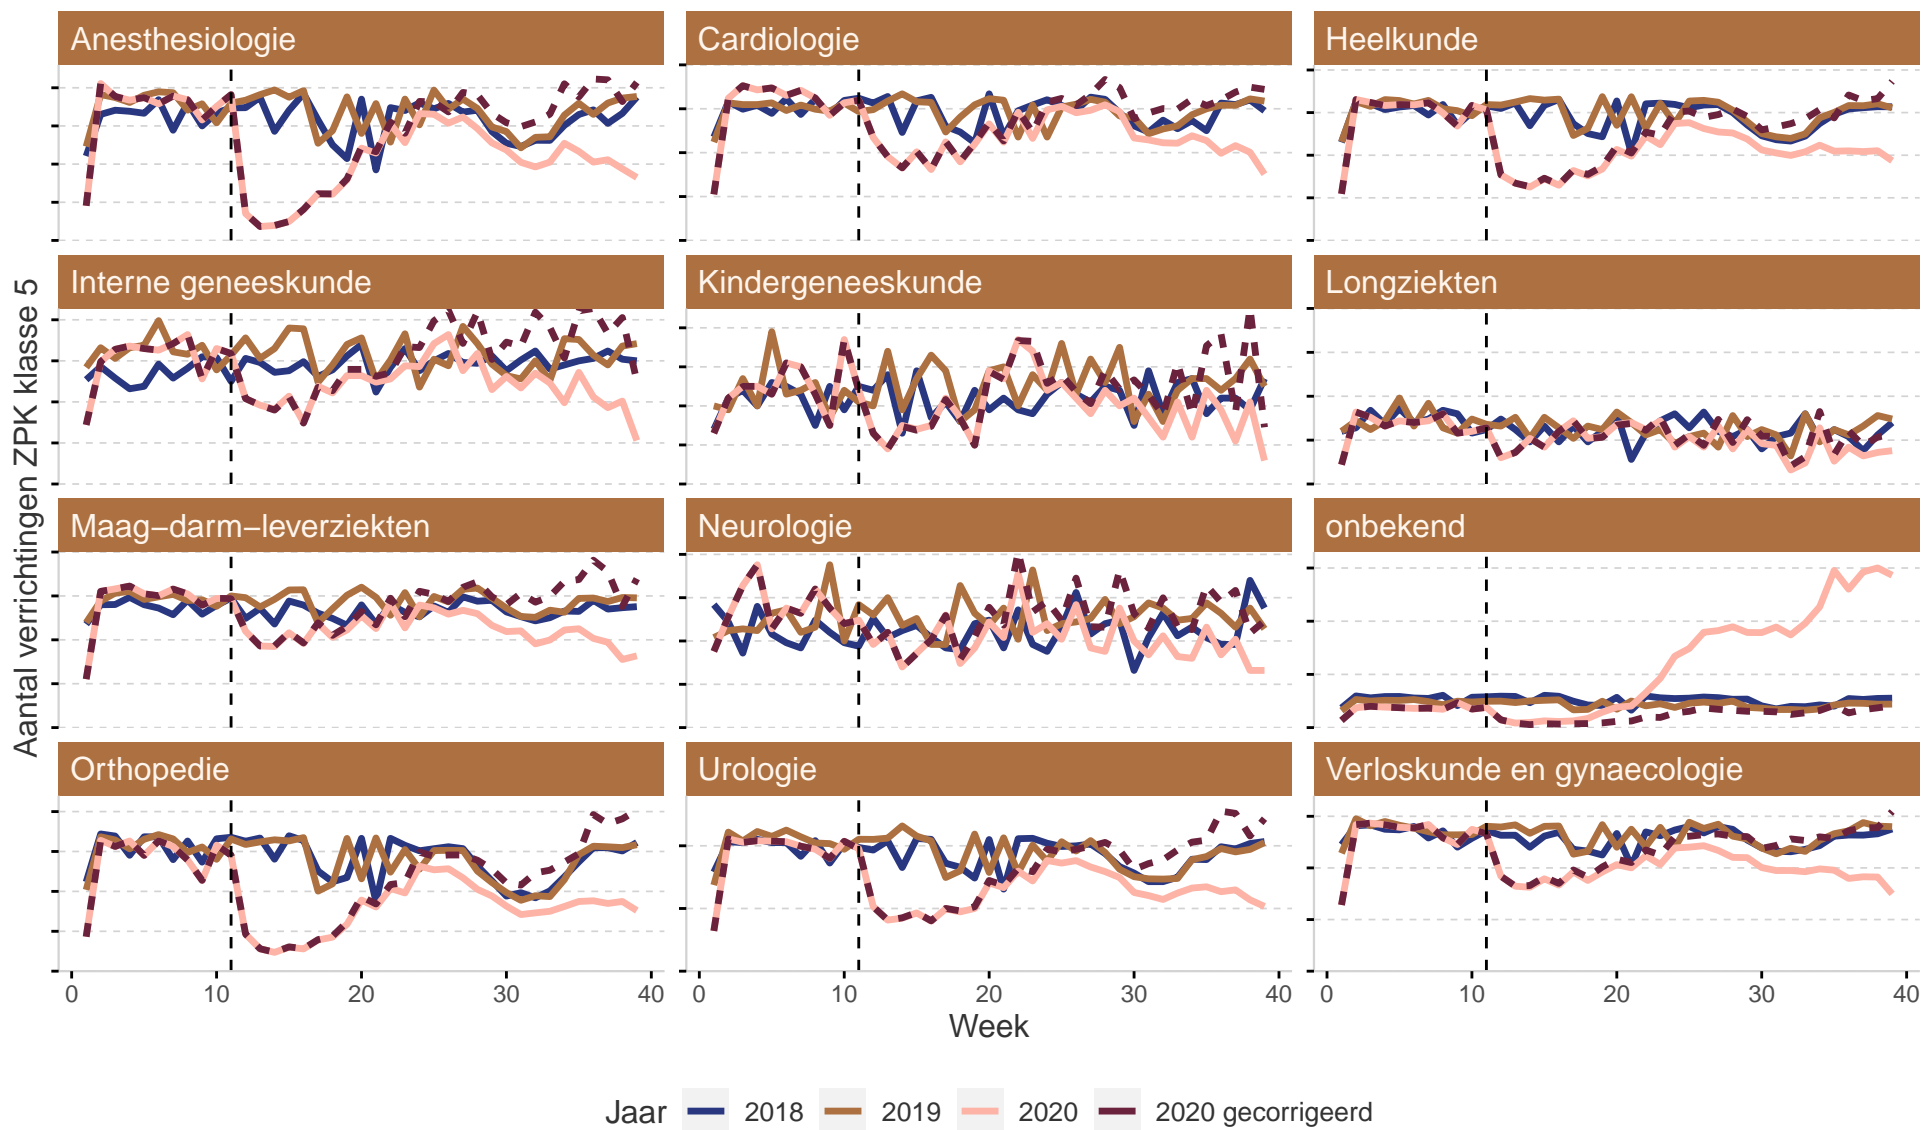 Anesthesiologie
Cardiologie
Heelkunde
Interne geneeskunde
Kindergeneeskunde
Longziekten
Maag−darm−leverziekten
Neurologie
onbekend
Orthopedie
Urologie
Verloskunde en gynaecologie
Aantal verrichtingen ZPK klasse 5
0 10 20 30 40
0 10 20 30 40
0 10 20 30 40
Week
Jaar 2018 2019 2020 2020 gecorrigeerd